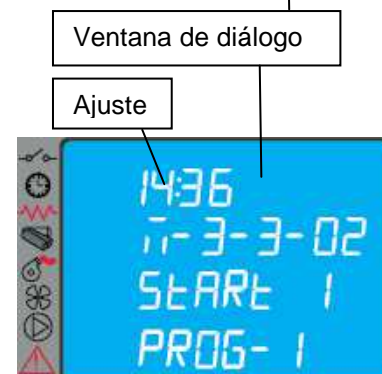 Ventana de diálogo
Ajuste
14:36
n-3-3-02
StARt 1
PROG- 1